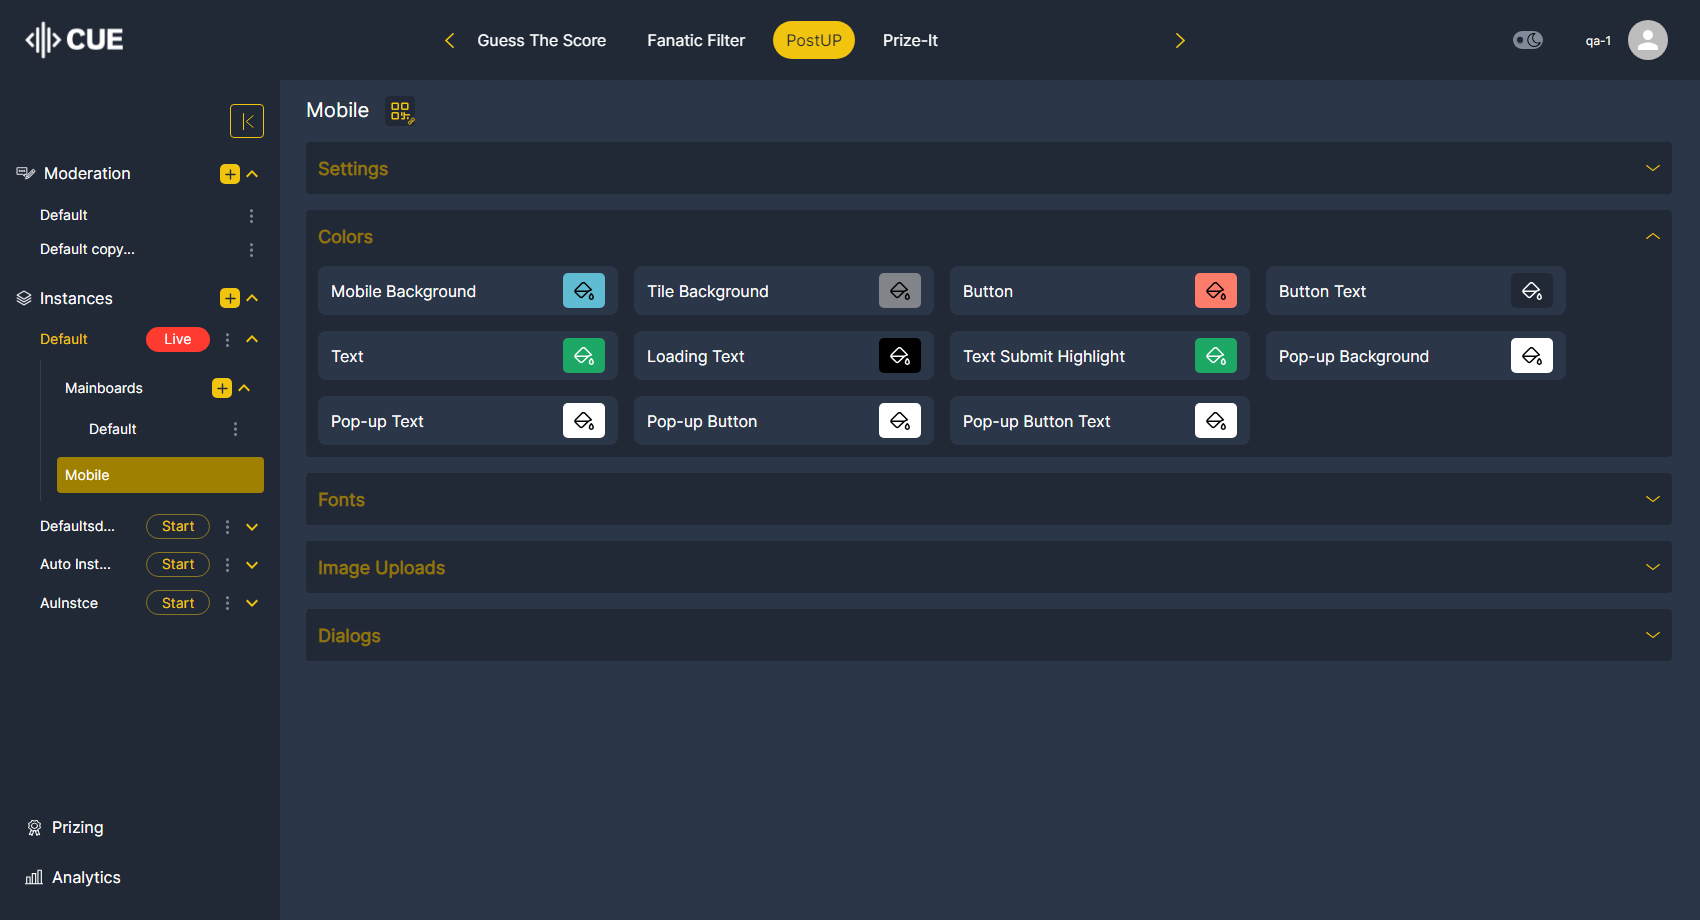 CUE
Guess The Score
Fanatic Filter
PostUP
Prize-It
qa-1
Moderation
Default
Default copy...
Instances
Default
Live
Mainboards
Default
Mobile
Defaultsd...
Start
Auto Inst...
Start
AuInstce
Start
Prizing
Analytics
Mobile
Settings
Colors
Mobile Background
Tile Background
Button
Button Text
Text
Loading Text
Text Submit Highlight
Pop-up Background
Pop-up Text
Pop-up Button
Pop-up Button Text
Fonts
Image Uploads
Dialogs